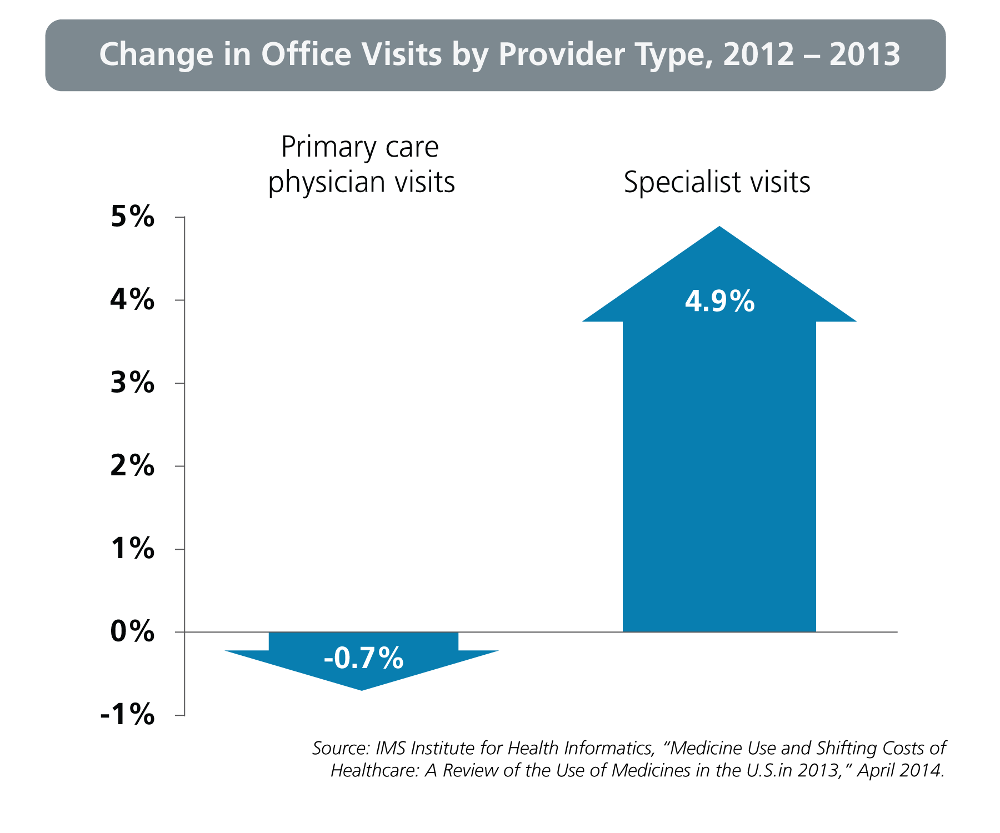 Change in Office Visits by Provider Type, 2012 – 2013
Primary care
physician visits
Specialist visits
5%
4%
4.9%
3%
2%
1%
0%
-0.7%
-1%
Source: IMS Institute for Health Informatics, “Medicine Use and Shifting Costs of
Healthcare: A Review of the Use of Medicines in the U.S.in 2013,” April 2014.